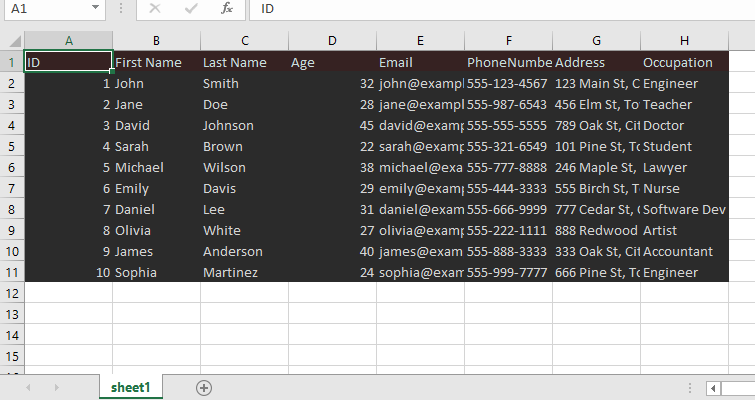 A1 fx ID
A B C D E F G H
1 ID First Name Last Name Age Email PhoneNumbe Address Occupation
2 1 John Smith 32 john@exampl 555-123-4567 123 Main St, C Engineer
3 2 Jane Doe 28 jane@exampl 555-987-6543 456 Elm St, To Teacher
4 3 David Johnson 45 david@examp 555-555-5555 789 Oak St, Cit Doctor
5 4 Sarah Brown 22 sarah@examp 555-321-6549 101 Pine St, To Student
6 5 Michael Wilson 38 michael@exa 555-777-8888 246 Maple St, Lawyer
7 6 Emily Davis 29 emily@examp 555-444-3333 555 Birch St, T Nurse
8 7 Daniel Lee 31 daniel@exam 555-666-9999 777 Cedar St, Software Dev
9 8 Olivia White 27 olivia@examp 555-222-1111 888 Redwood Artist
10 9 James Anderson 40 james@exam 555-888-3333 333 Oak St, Cit Accountant
11 10 Sophia Martinez 24 sophia@exam 555-999-7777 666 Pine St, To Engineer
12
13
14
15
sheet1